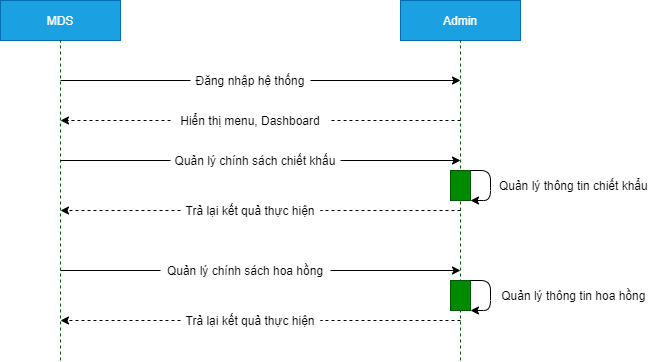 MDS
Admin
Đăng nhập hệ thống
Hiển thị menu, Dashboard
Quản lý chính sách chiết khấu
Quản lý thông tin chiết khẩu
Trả lại kết quả thực hiện
Quản lý chính sách hoa hồng
Quản lý thông tin hoa hồng
Trả lại kết quả thực hiện